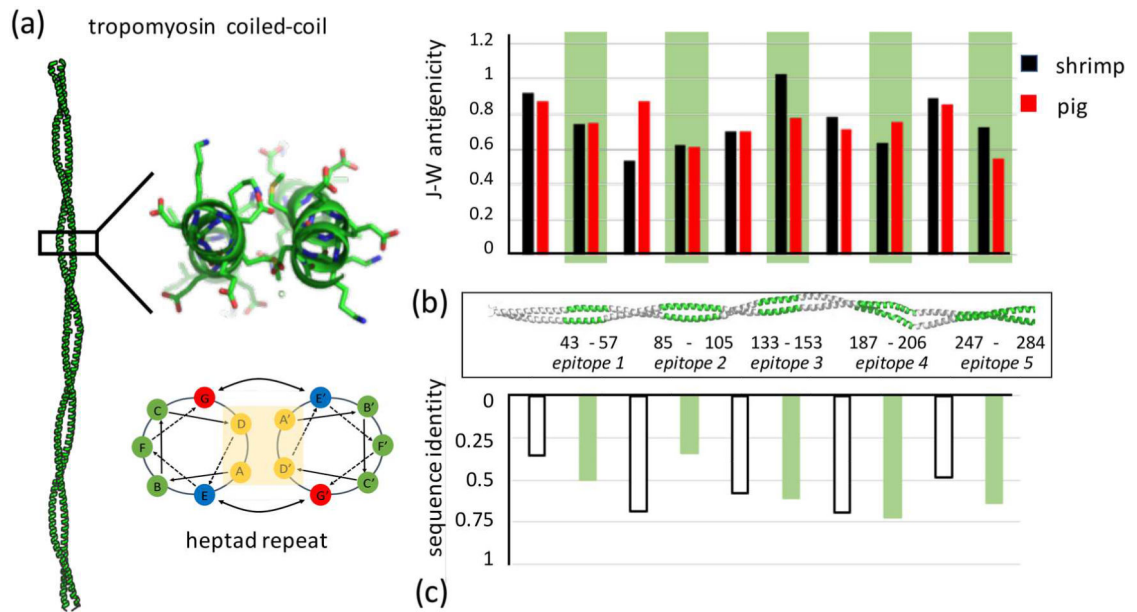 (a)
tropomyosin coiled-coil
heptad repeat
G
C
D
F
A
B
E
E'
A'
B'
F'
D'
C'
G'
J-W antigenicity
1.2
1
0.8
0.6
0.4
0.2
0
shrimp
pig
(b)
43 - 57
85 - 105
133 - 153
187 - 206
247 - 284
epitope 1
epitope 2
epitope 3
epitope 4
epitope 5
sequence identity
0
0.25
0.5
0.75
1
(c)